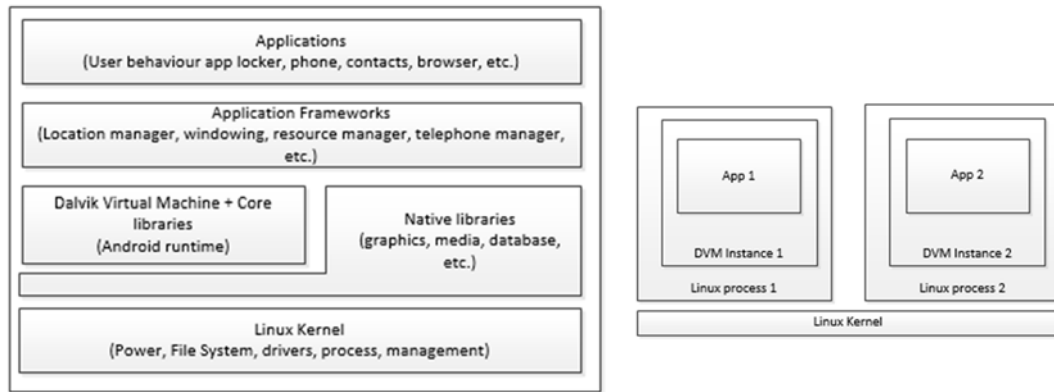 Applications
(User behaviour app locker, phone, contacts, browser, etc.)
Application Frameworks
(Location manager, windowing, resource manager, telephone manager,
etc.)
Dalvik Virtual Machine + Core
libraries
(Android runtime)
Native libraries
(graphics, media, database,
etc.)
Linux Kernel
(Power, File System, drivers, process, management)
App 1
DVM Instance 1
Linux process 1
App 2
DVM Instance 2
Linux process 2
Linux Kernel